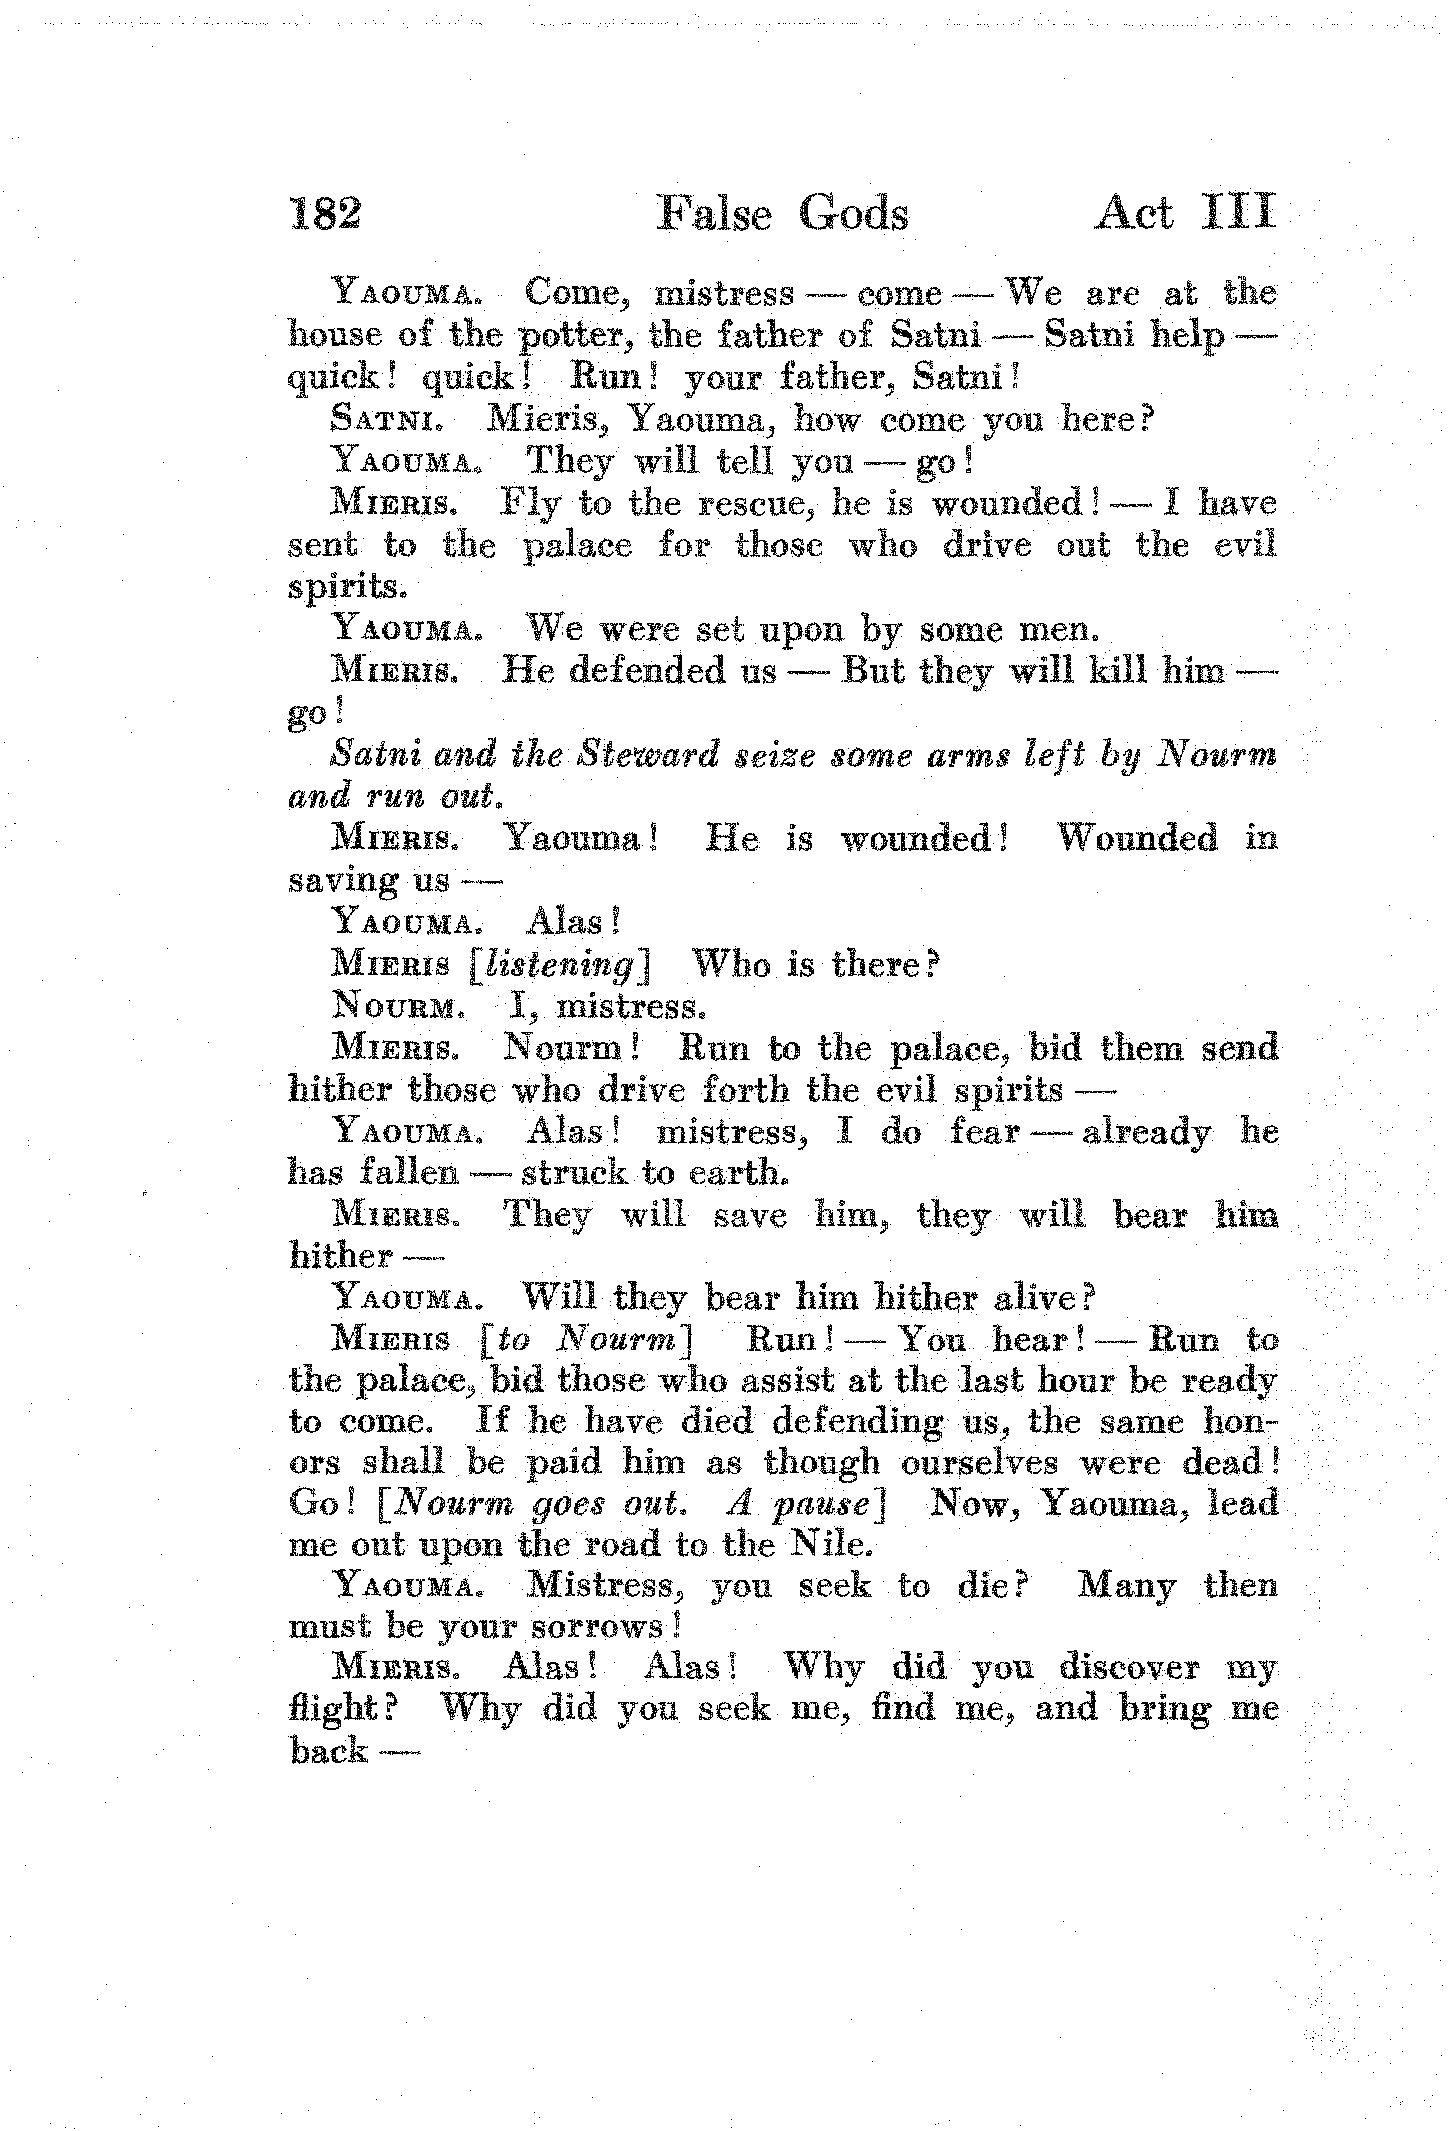 182 False Gods Act III
YAOUMA. Come, mistress — come — We are at the
house of the potter, the father of Satni — Satni help —
quick! quick! Run! your father, Satni!
SATNI. Mieris, Yaouma, how come you here?
YAOUMA. They will tell you — go!
MIERIS. Fly to the rescue, he is wounded! — I have
sent to the palace for those who drive out the evil
spirits.
YAOUMA. We were set upon by some men.
MIERIS. He defended us — But they will kill him —
go!
Satni and the Steward seize some arms left by Nourm
and run out.
MIERIS. Yaouma! He is wounded! Wounded in
saving us —
YAOUMA. Alas!
MIERIS [listening] Who is there?
NOURM. I, mistress.
MIERIS. Nourm! Run to the palace, bid them send
hither those who drive forth the evil spirits —
YAOUMA. Alas! mistress, I do fear — already he
has fallen — struck to earth.
MIERIS. They will save him, they will bear him
hither —
YAOUMA. Will they bear him hither alive?
MIERIS [to Nourm] Run! — You hear! — Run to
the palace, bid those who assist at the last hour be ready
to come. If he have died defending us, the same hon-
ors shall be paid him as though ourselves were dead!
Go! [Nourm goes out. A pause] Now, Yaouma, lead
me out upon the road to the Nile.
YAOUMA. Mistress, you seek to die? Many then
must be your sorrows!
MIERIS. Alas! Alas! Why did you discover my
flight? Why did you seek me, find me, and bring me
back —